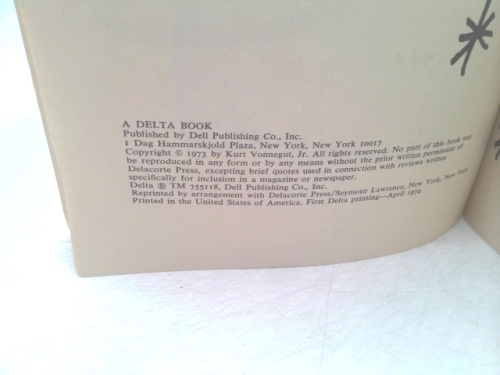 A DELTA BOOK
Published by Dell Publishing Co., Inc.
1 Dag Hammarskjold Plaza, New York, New York 10017
Copyright © 1973 by Kurt Vonnegut, Jr. All rights reserved. No part of this book may
be reproduced in any form or by any means without the prior written permission of
Delacorte Press, excepting brief quotes used in connection with reviews written
specifically for inclusion in a magazine or newspaper.
Delta ® TM 755118, Dell Publishing Co., Inc.
Reprinted by arrangement with Delacorte Press/Seymour Lawrence, New York, New York
Printed in the United States of America. First Delta printing—April 1974